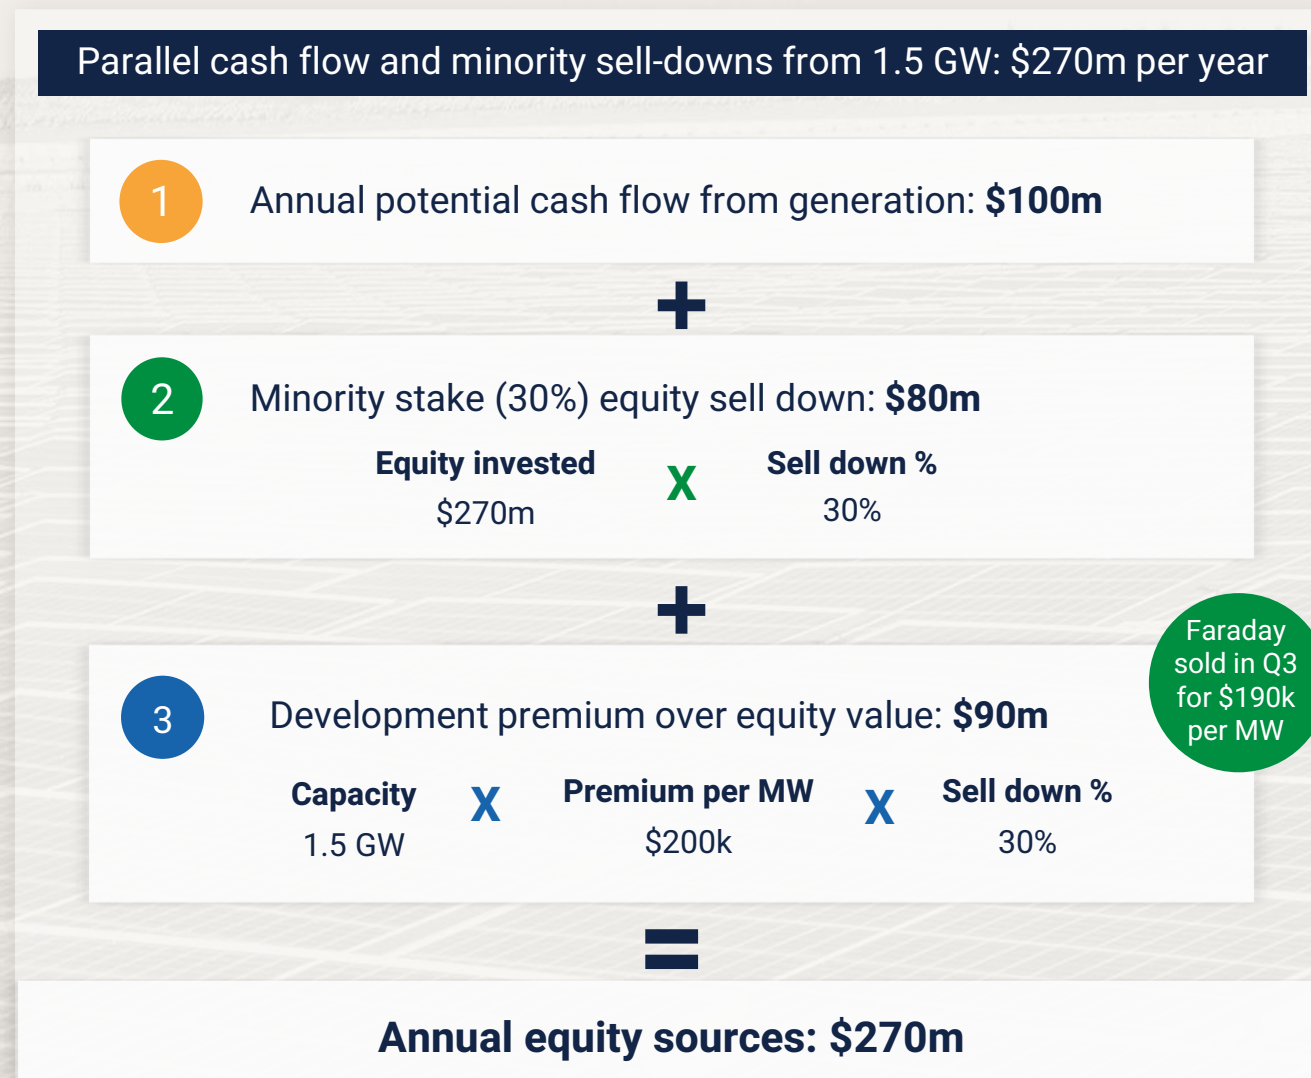 Parallel cash flow and minority sell-downs from 1.5 GW: $270m per year
1
Annual potential cash flow from generation: $100m
+
2
Minority stake (30%) equity sell down: $80m
Equity invested X Sell down %
$270m 30%
+
Faraday
sold in Q3
for $190k
per MW
3
Development premium over equity value: $90m
Capacity X Premium per MW X Sell down %
1.5 GW $200k 30%
=
Annual equity sources: $270m